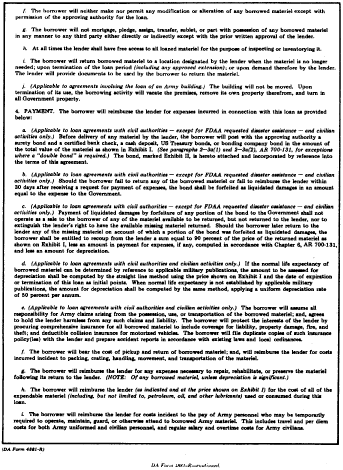 f. The borrower will neither make nor permit any modification or alteration of any borrowed materiel except with
permission of the approving authority for the loan.
g. The borrower will not mortgage, pledge, assign, transfer, sublet, or part with possession of any borrowed materiel
in any manner to any third party either directly or indirectly except with the prior written approval of the lender.
h. At all times the lender shall have free access to all loaned materiel for the purpose of inspecting or inventorying it.
i. The borrower will return borrowed materiel to a location designated by the lender when the materiel is no longer
needed; upon termination of the loan period (including any approved extensions); or upon demand therefore by the lender.
The lender will provide documents to be used by the borrower to return the materiel.
j. (Applicable to agreements involving the loan of an Army building.) The building will not be moved. Upon
termination of its use, the borrowing activity will vacate the premises, remove its own property therefrom, and turn in
all Government property.
4. PAYMENT. The borrower will reimburse the lender for expenses incurred in connection with this loan as provided
below:
a. (Applicable to loans with civil authorities — except for FDAA requested disaster assistance — and civilian
activities only.) Before delivery of any materiel by the lender, the borrower will post with the approving authority a
surety bond and a certified bank check, a cash deposit, US Treasury bonds, or bonding company bond in the amount of
the total value of the materiel as shown in Exhibit I. (See paragraphs 2–3a(1) and 2–3a(2), AR 700-131, for exceptions
where a "double bond" is required.) The bond, marked Exhibit II, is hereto attached and incorporated by reference into
the terms of this agreement.
b. (Applicable to loans with civil authorities — except for FDAA requested disaster assistance — and civilian
activities only.) Should the borrower fail to return any of the borrowed materiel or fail to reimburse the lender within
30 days after receiving a request for payment of expenses, the bond shall be forfeited as liquidated damages in an amount
equal to the expense to the Government.
c. (Applicable to loans with civil authorities — except for FDAA requested disaster assistance — and civilian
activities only.) Payment of liquidated damages by forfeiture of any portion of the bond to the Government shall not
operate as a sale to the borrower of any of the materiel available to be returned, but not returned to the lender, nor to
extinguish the lender's right to have the available missing materiel returned. Should the borrower later return to the
lender any of the missing materiel on account of which a portion of the bond was forfeited as liquidated damages, the
borrower shall be entitled to recoup from the lender a sum equal to 90 percent of the price of the returned materiel as
shown on Exhibit I, less an amount in payment for expenses, if any, computed in accordance with Chapter 6, AR 700-131,
and less an amount for depreciation.
d. (Applicable to loans with civil authorities and civilian activities only.) If the normal life expectancy of
borrowed materiel can be determined by reference to applicable military publications, the amount to be assessed for
depreciation shall be computed by the straight line method using the price shown on Exhibit I and the date of expiration
or termination of this loan as initial points. When normal life expectancy is not established by applicable military
publications, the amount for depreciation shall be computed by the same method, applying a uniform depreciation rate
of 50 percent per annum.
e. (Applicable to loans with civil authorities and civilian activities only.) The borrower will assume all
responsibility for Army claims arising from the possession, use, or transportation of the borrowed materiel; and, agrees
to hold the lender harmless from any such claims and liability. The borrower will protect the interests of the lender by
procuring comprehensive insurance for all borrowed materiel to include coverage for liability, property damage, fire, and
theft; and deductible collision insurance for motorized vehicles. The borrower will file duplicate copies of such insurance
policy(ies) with the lender and prepare accident reports in accordance with existing laws and local ordinances.
f. The borrower will bear the cost of pickup and return of borrowed materiel; and, will reimburse the lender for costs
incurred incident to packing, crating, handling, movement, and transportation of the materiel.
g. The borrower will reimburse the lender for any expenses necessary to repair, rehabilitate, or preserve the materiel
following its return to the lender. (NOTE: Of any borrowed materiel, unless depreciation is significant.)
h. The borrower will reimburse the lender (as indicated and at the price shown on Exhibit I) for the cost of all of the
expendable materiel (including, but not limited to, petroleum, oil, and other lubricants) used or consumed during this
loan.
i. The borrower will reimburse the lender for costs incident to the pay of Army personnel who may be temporarily
required to operate, maintain, guard, or otherwise attend to borrowed Army materiel. This includes travel and per diem
costs for both Army uniformed and civilian personnel, and regular salary and overtime costs for Army civilians.
(DA Form 4881-R)
DA Form 4881-R—continued